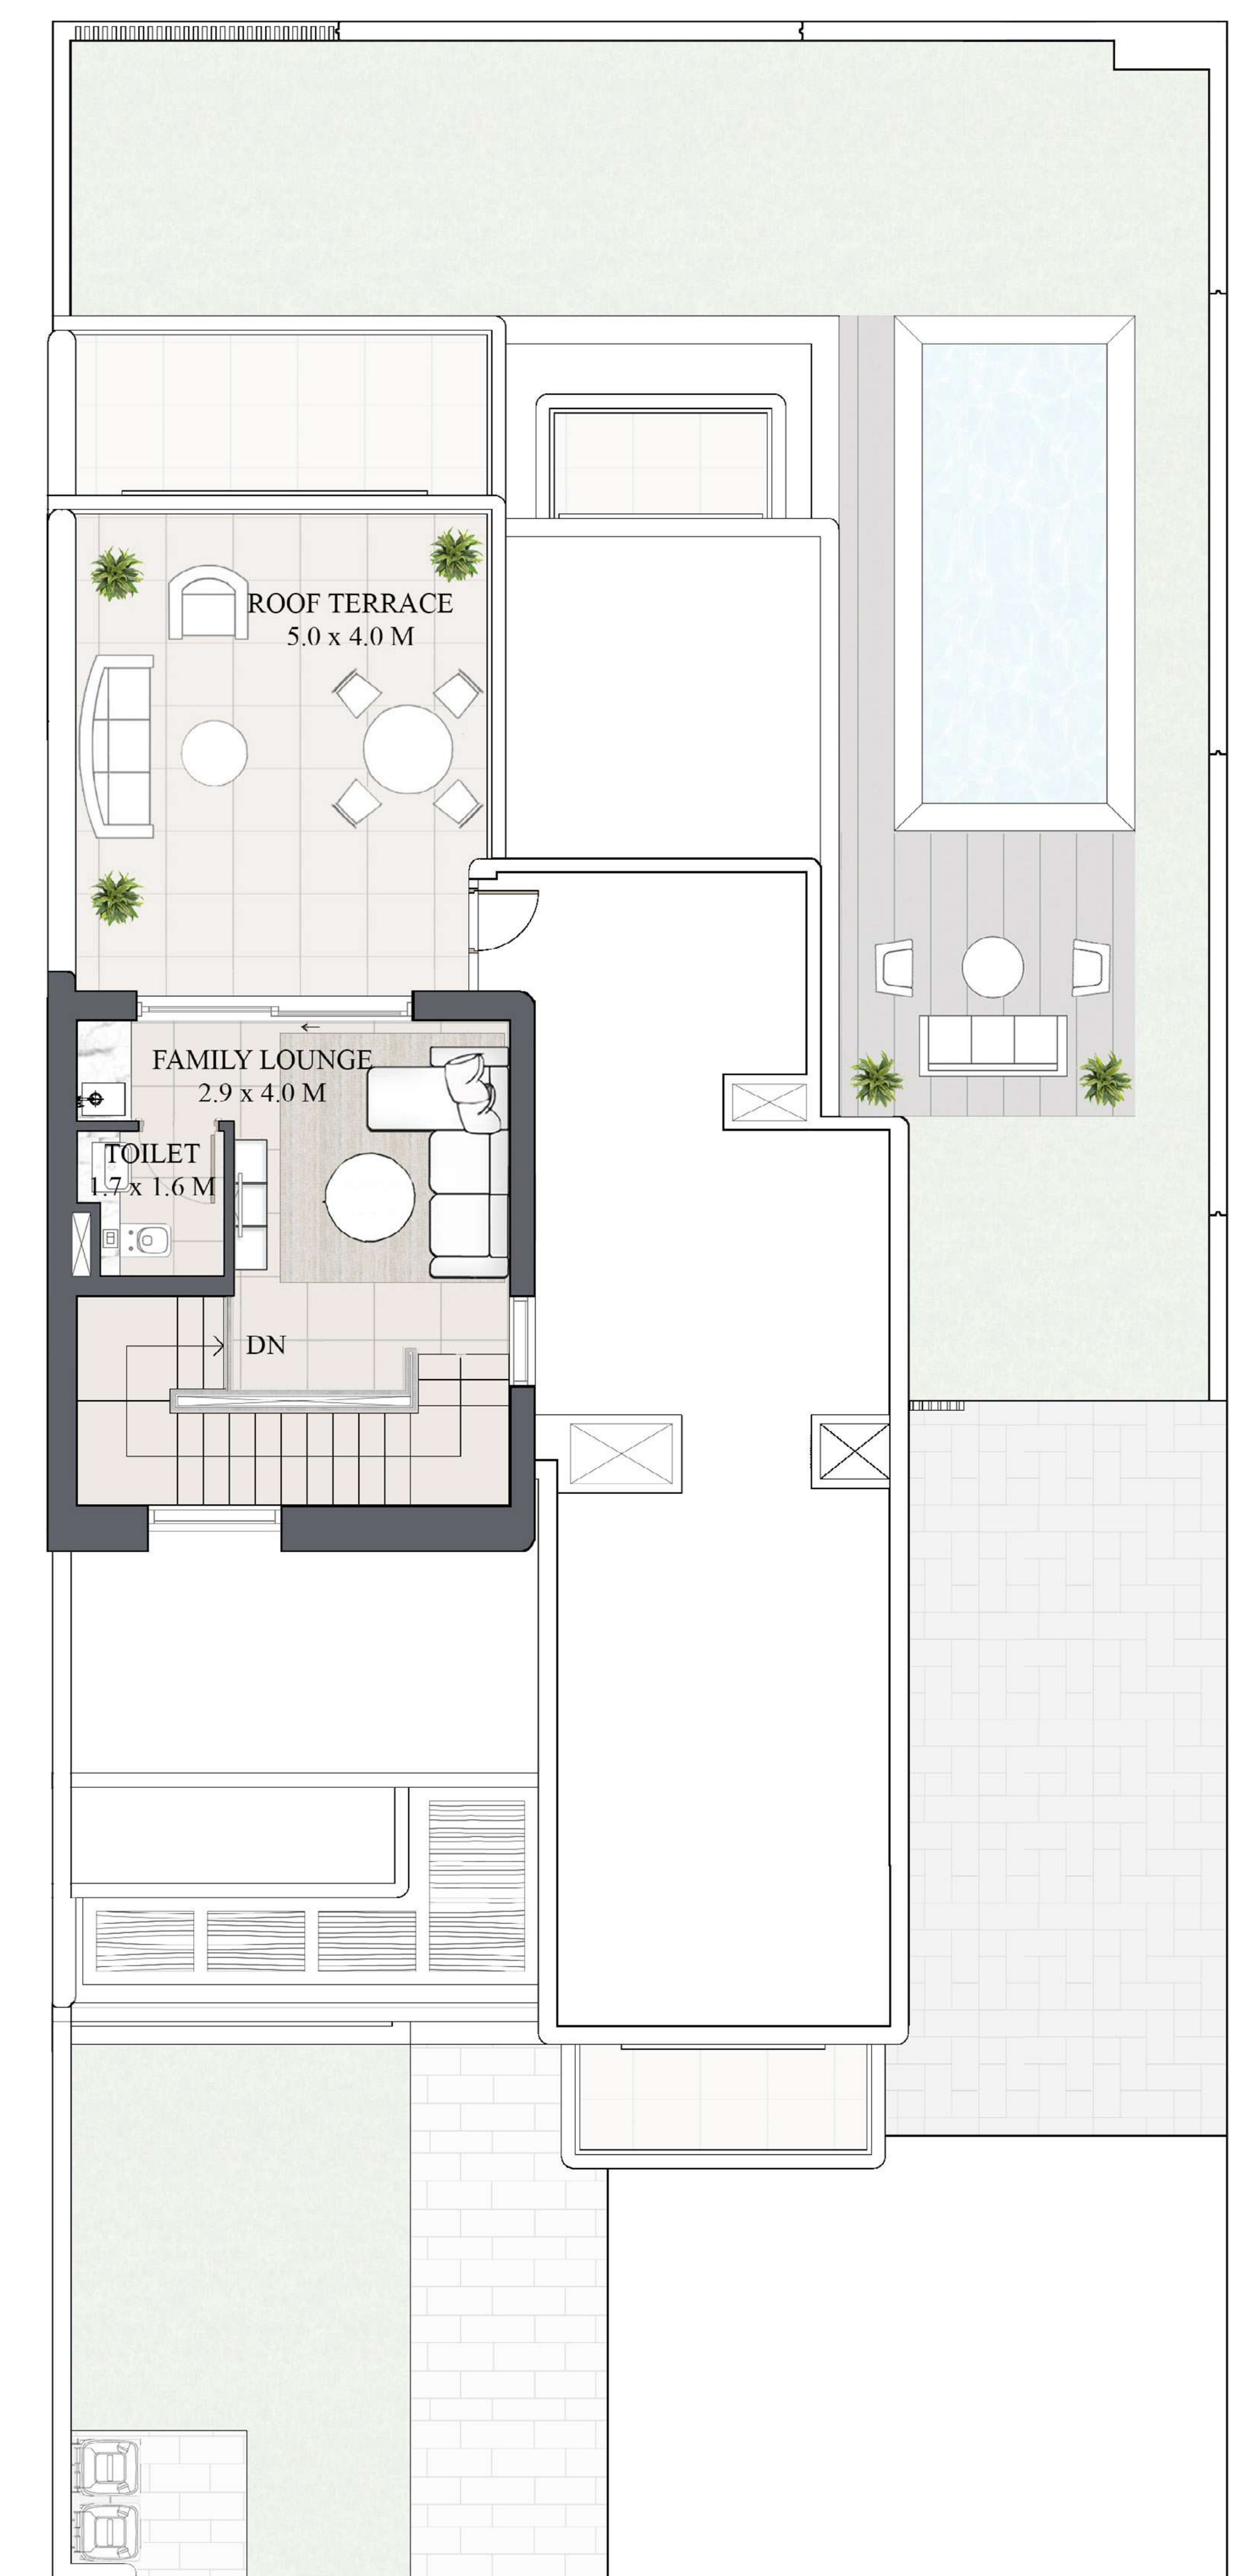 ROOF TERRACE
5.0 x 4.0 M
FAMILY LOUNGE
2.9 x 4.0 M
TOILET
1.7 x 1.6 M
DN